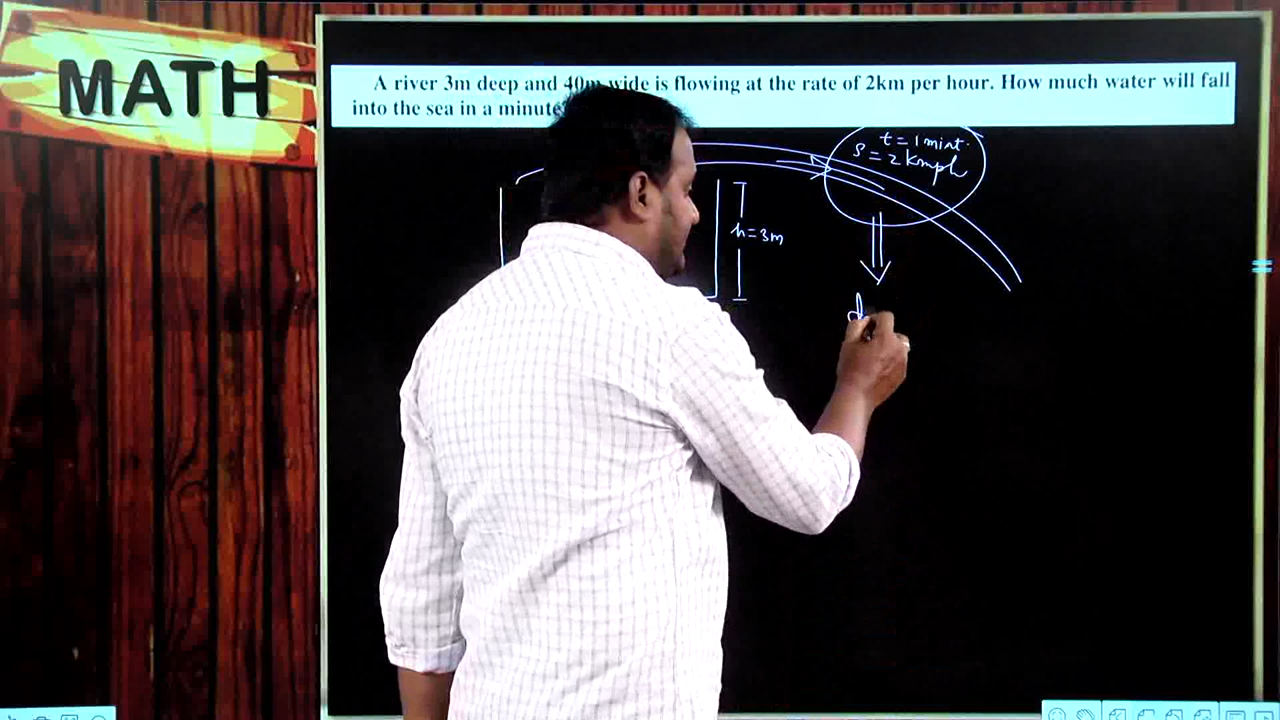 MATH
A river 3m deep and 40m wide is flowing at the rate of 2km per hour. How much water will fall
into the sea in a minute
t = 1 mint.
S = 2 kmph
h = 3m
d